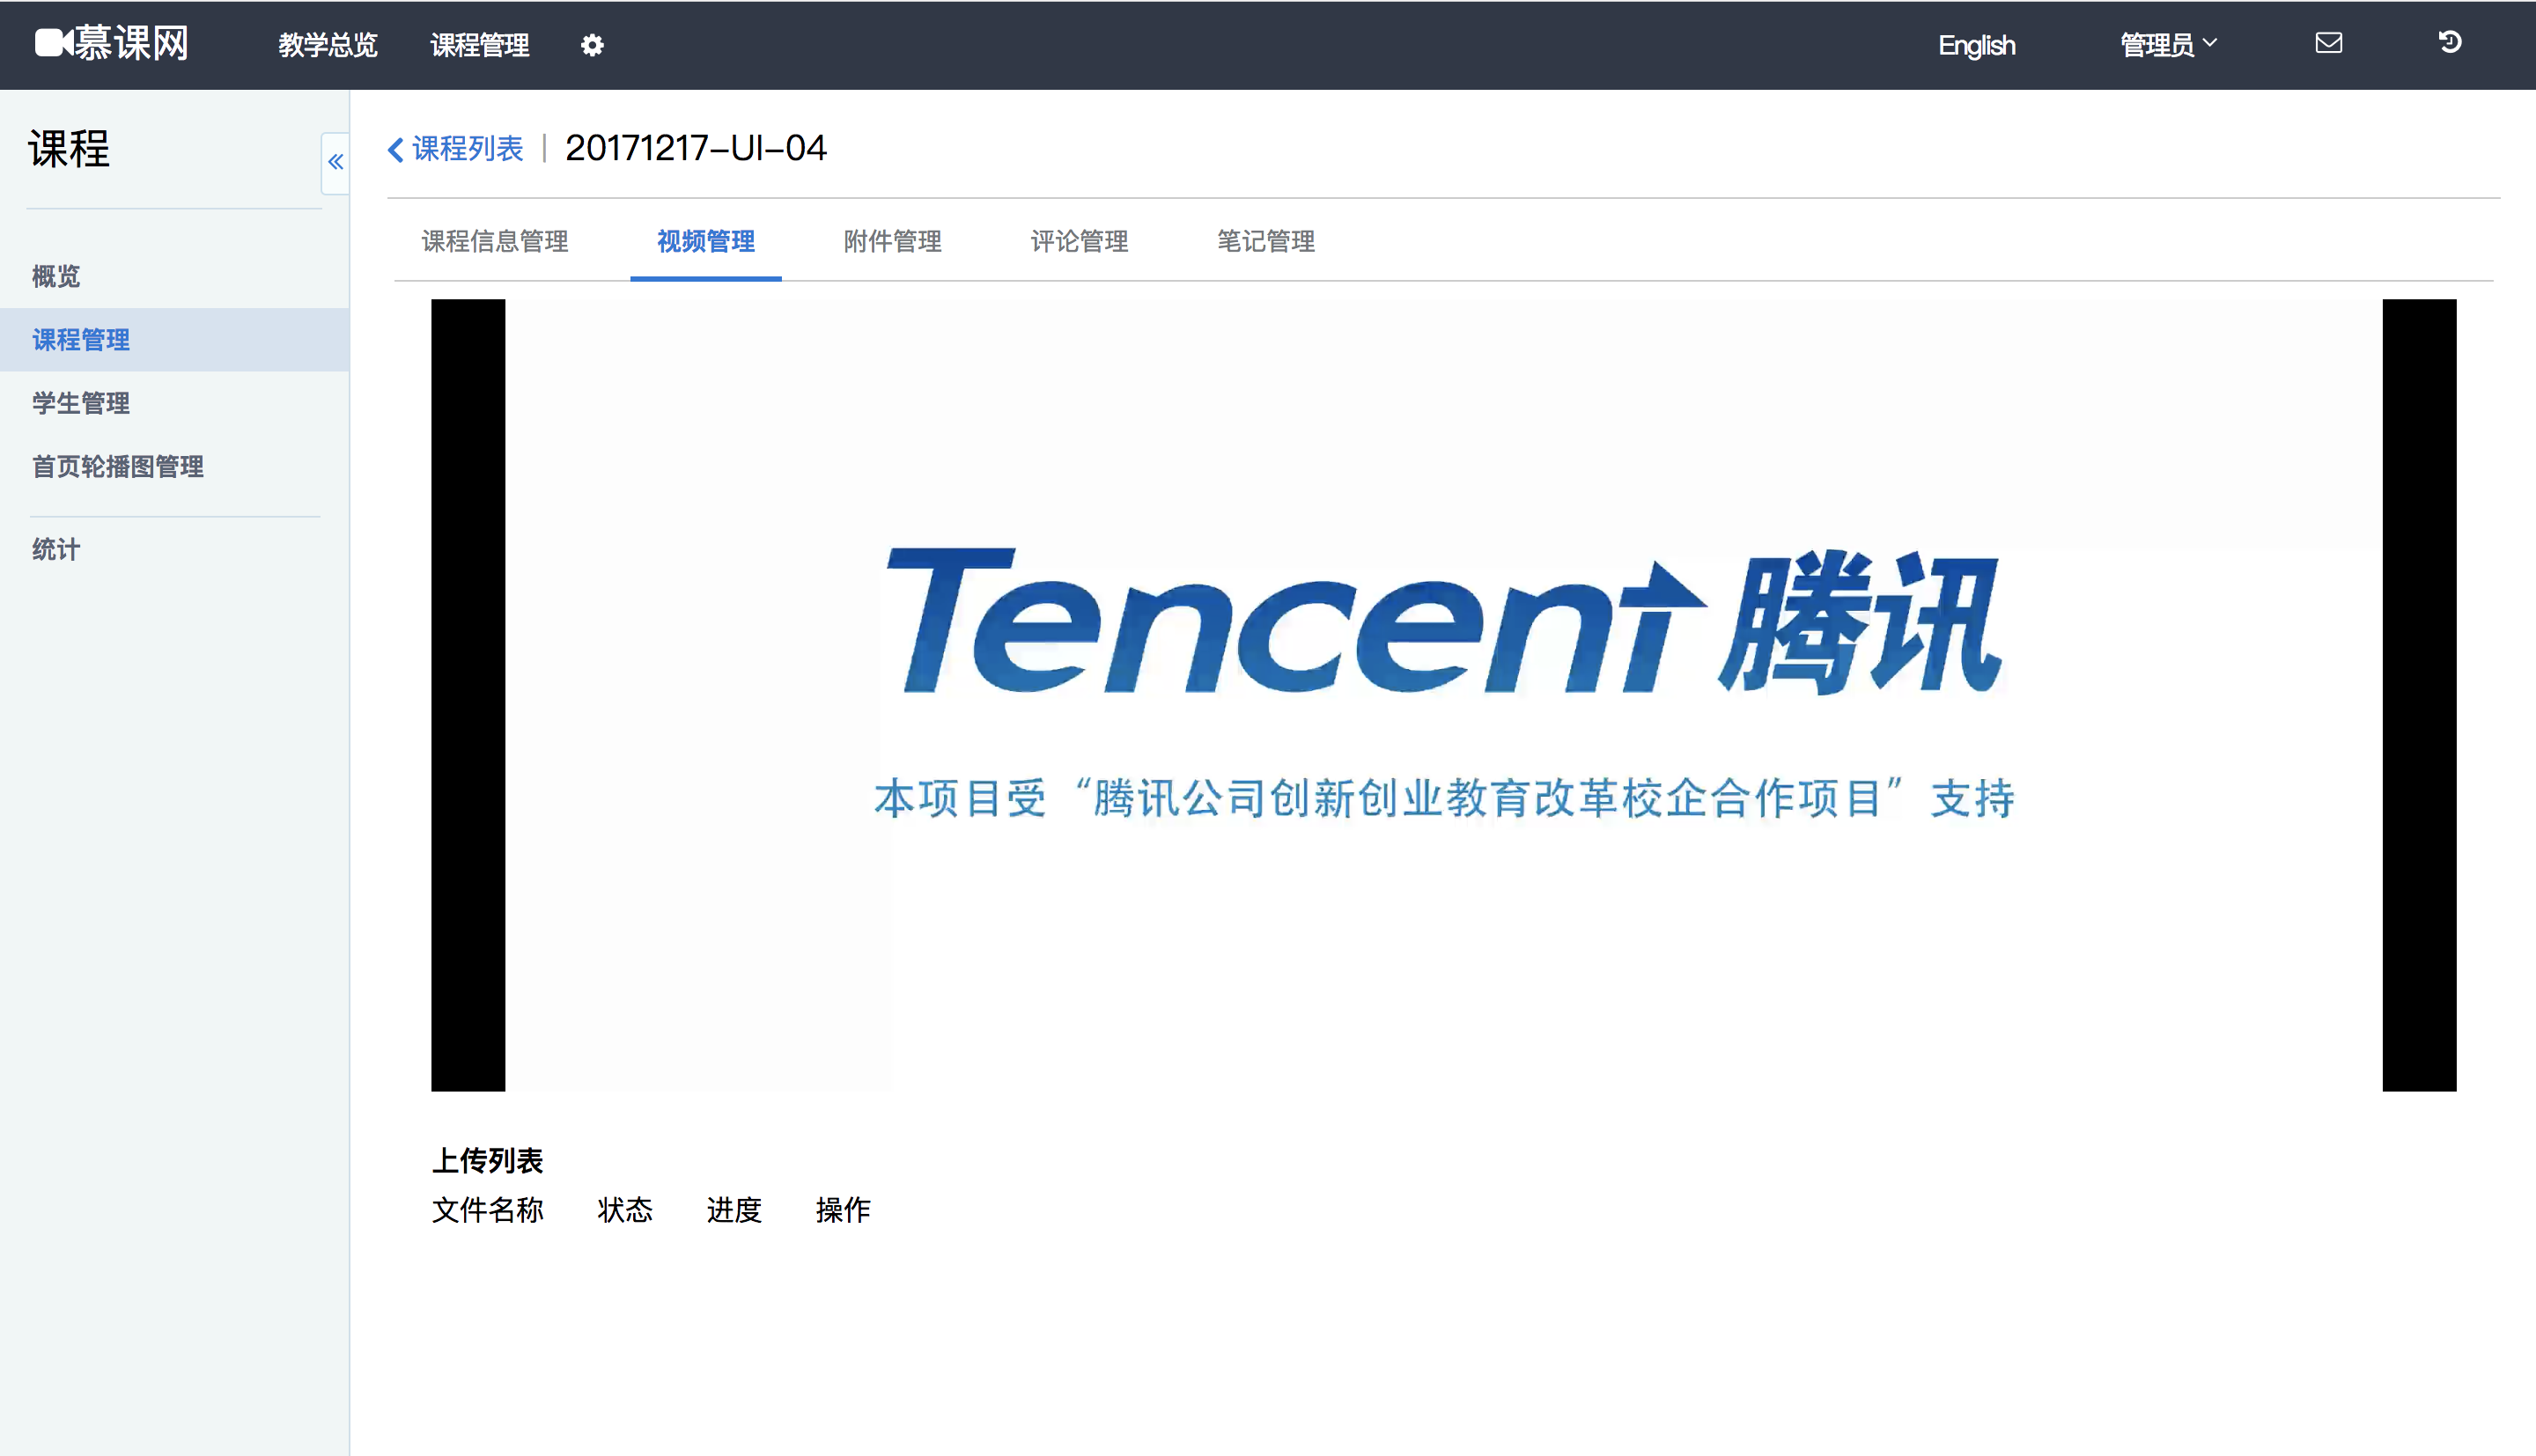 慕课网 教学总览 课程管理 English 管理员
课程
概览
课程管理
学生管理
首页轮播图管理
统计
课程列表 | 20171217-UI-04
课程信息管理 视频管理 附件管理 评论管理 笔记管理
Tencent 腾讯
本项目受“腾讯公司创新创业教育改革校企合作项目”支持
上传列表
文件名称 状态 进度 操作